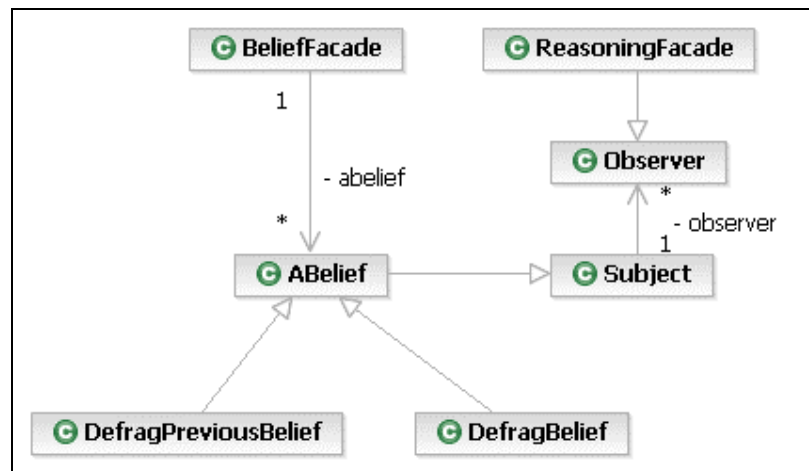 BeliefFacade
ReasoningFacade
1
Observer
- abelief
*
- observer
*
1
ABelief
Subject
DefragPreviousBelief
DefragBelief